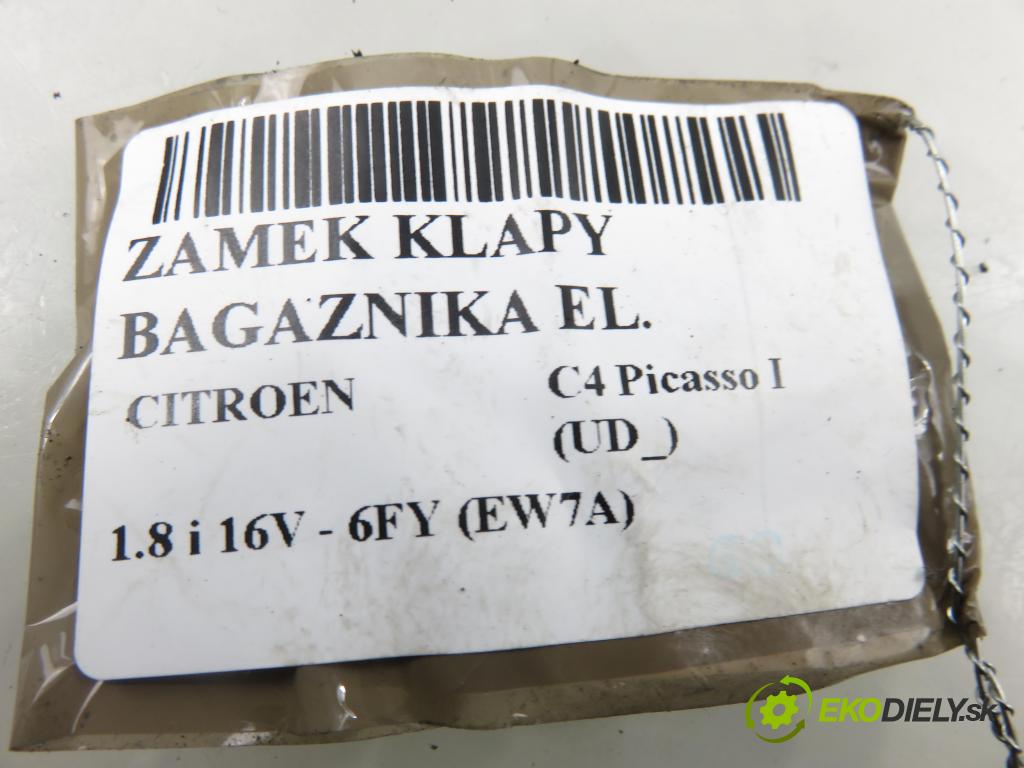 ZAMEK KLAPY
BAGAZNIKA EL.
CITROEN
C4 Picasso I
(UD_)
1.8 i 16V - 6FY (EW7A)
EKODIELY.sk